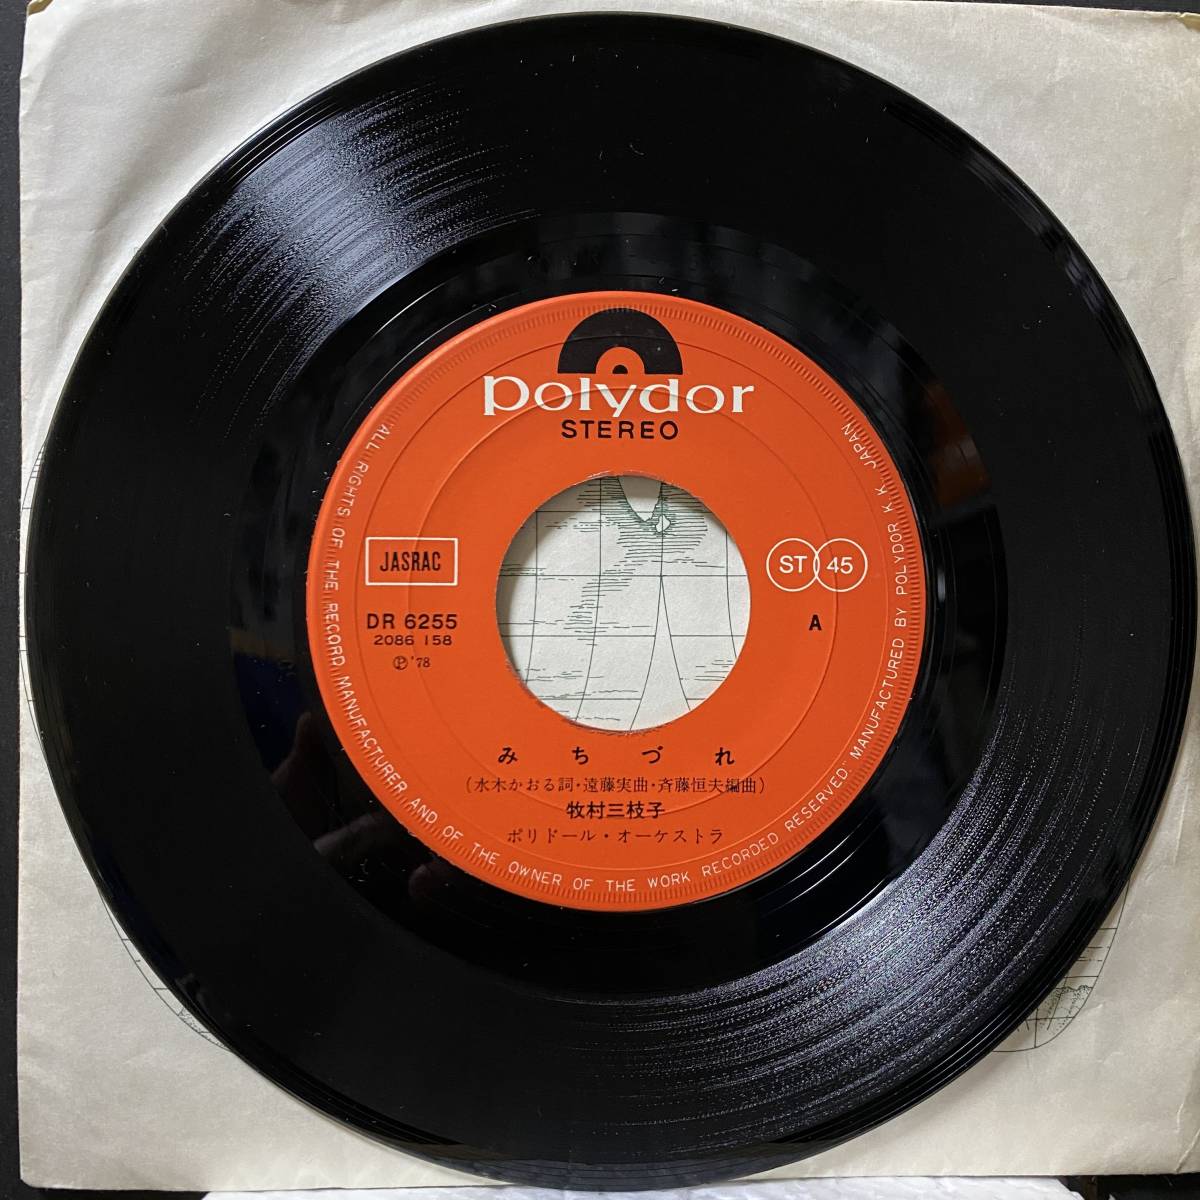 polydor
STEREO
JASRAC
ST 45
DR 6255
2086 158
Ⓟ'78
A
みちづれ
(水木かおる詞・遠藤実曲・斉藤恒夫編曲)
牧村三枝子
ポリドール・オーケストラ
"ALL RIGHTS OF THE RECORD MANUFACTURER AND OF THE OWNER OF THE WORK RECORDED RESERVED." MANUFACTURED BY POLYDOR K.K. JAPAN